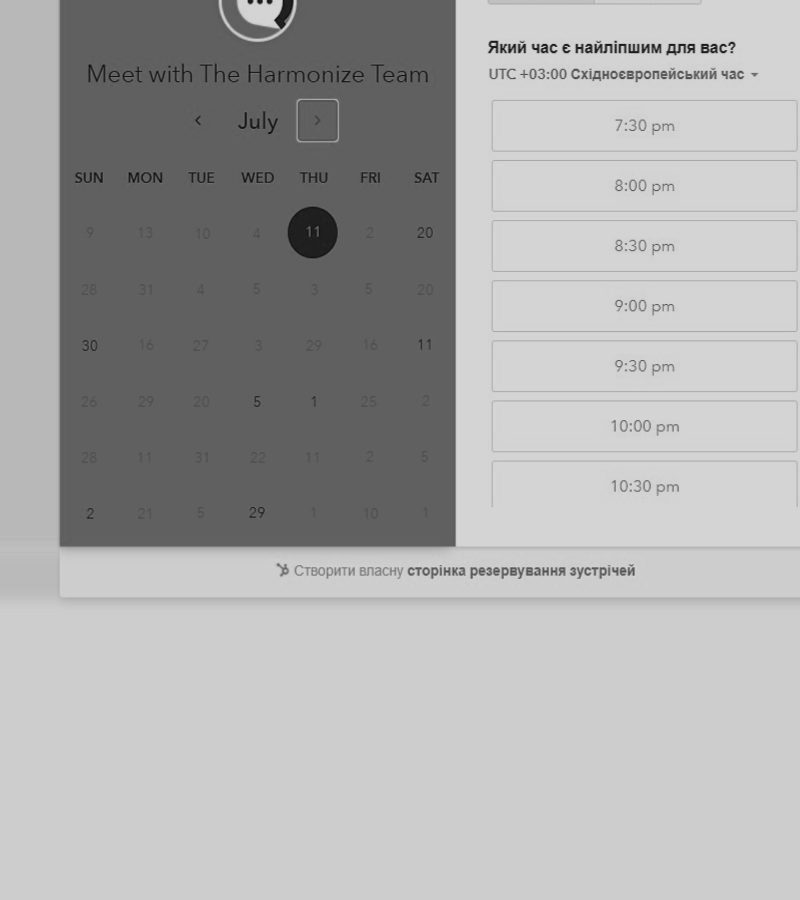 Meet with The Harmonize Team
July
SUN MON TUE WED THU FRI SAT
9 13 10 4 11 2 20
28 31 4 5 3 5 20
30 16 27 3 29 16 11
26 29 20 5 1 25 2
28 11 31 22 11 2 5
2 21 5 29 1 10 1
Який час є найліпшим для вас?
UTC +03:00 Східноєвропейський час
7:30 pm
8:00 pm
8:30 pm
9:00 pm
9:30 pm
10:00 pm
10:30 pm
Створити власну сторінка резервування зустрічей